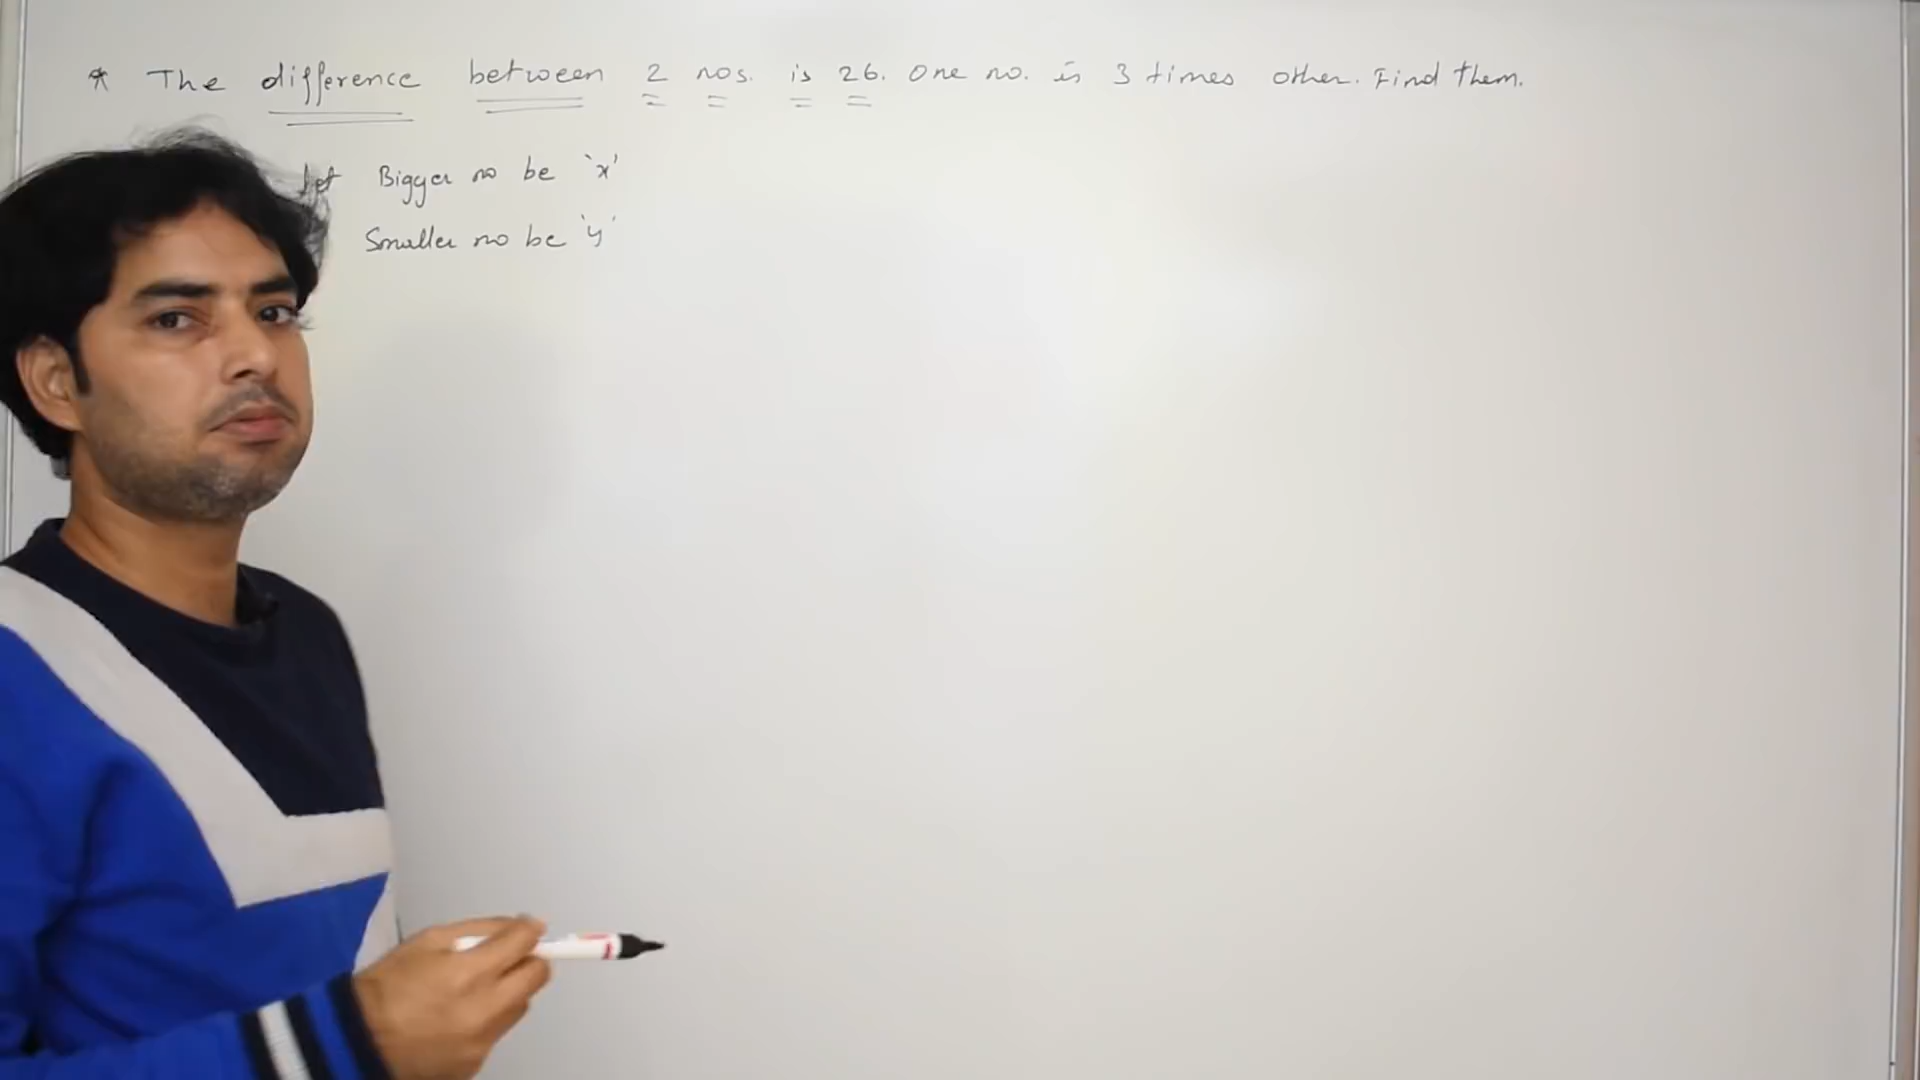 * The difference between 2 nos. is 26. One no. is 3 times other. Find them.
Let Bigger no be 'x'
Smaller no be 'y'